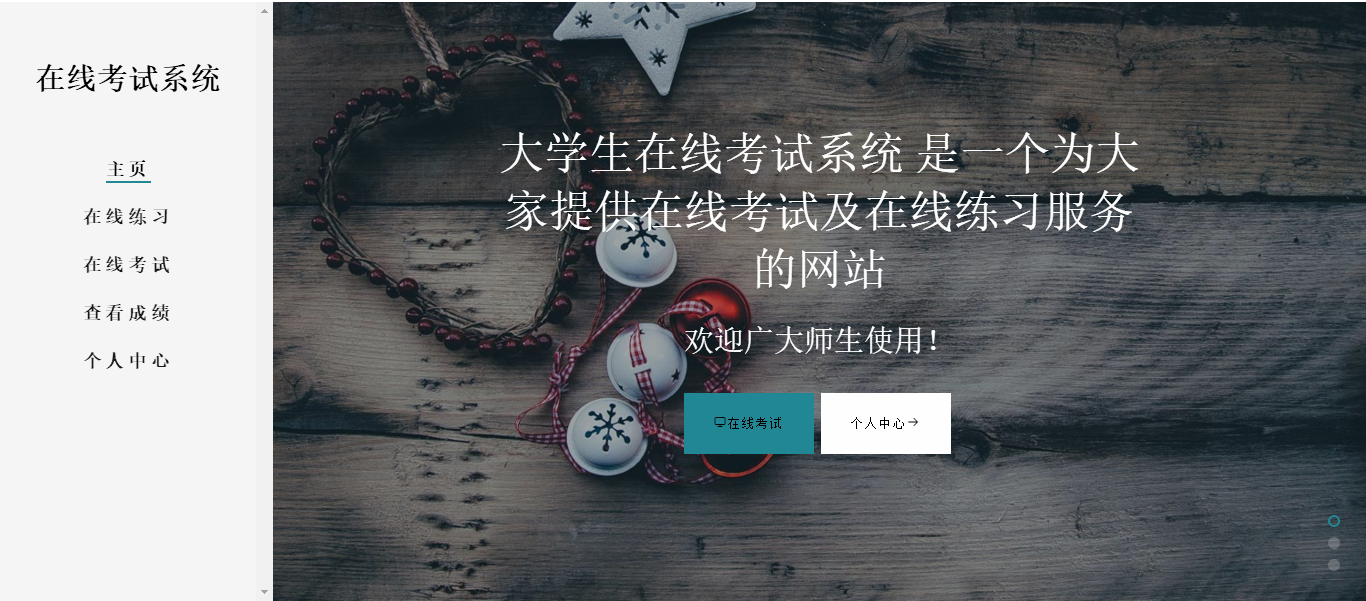 在线考试系统
主页
在线练习
在线考试
查看成绩
个人中心
大学生在线考试系统 是一个为大
家提供在线考试及在线练习服务
的网站
欢迎广大师生使用！
在线考试
个人中心→